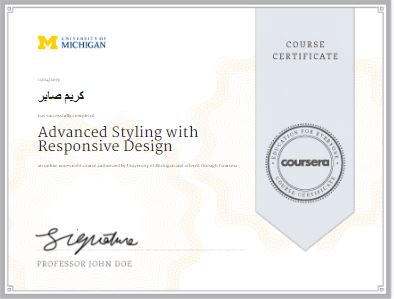 UNIVERSITY OF
MICHIGAN
COURSE
CERTIFICATE
كريم صابر
has successfully completed
Advanced Styling with
Responsive Design
an online non-credit course authorized by University of Michigan and offered through Coursera
EDUCATION FOR EVERYONE
coursera
COURSE CERTIFICATE
Signature
PROFESSOR JOHN DOE